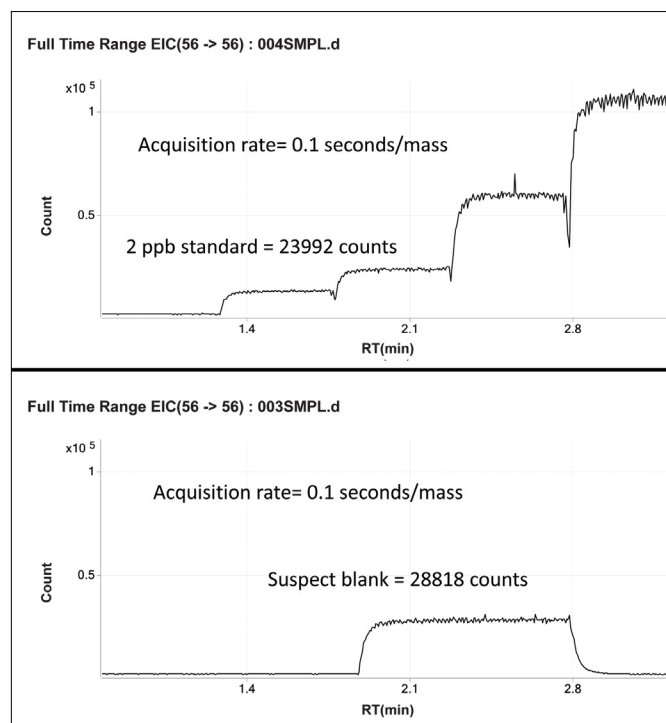 Full Time Range EIC(56 -> 56) : 004SMPL.d
x10 5
1
Acquisition rate= 0.1 seconds/mass
Count
0.5
2 ppb standard = 23992 counts
1.4 2.1 2.8
RT(min)
Full Time Range EIC(56 -> 56) : 003SMPL.d
x10 5
1
Acquisition rate= 0.1 seconds/mass
Count
0.5
Suspect blank = 28818 counts
1.4 2.1 2.8
RT(min)